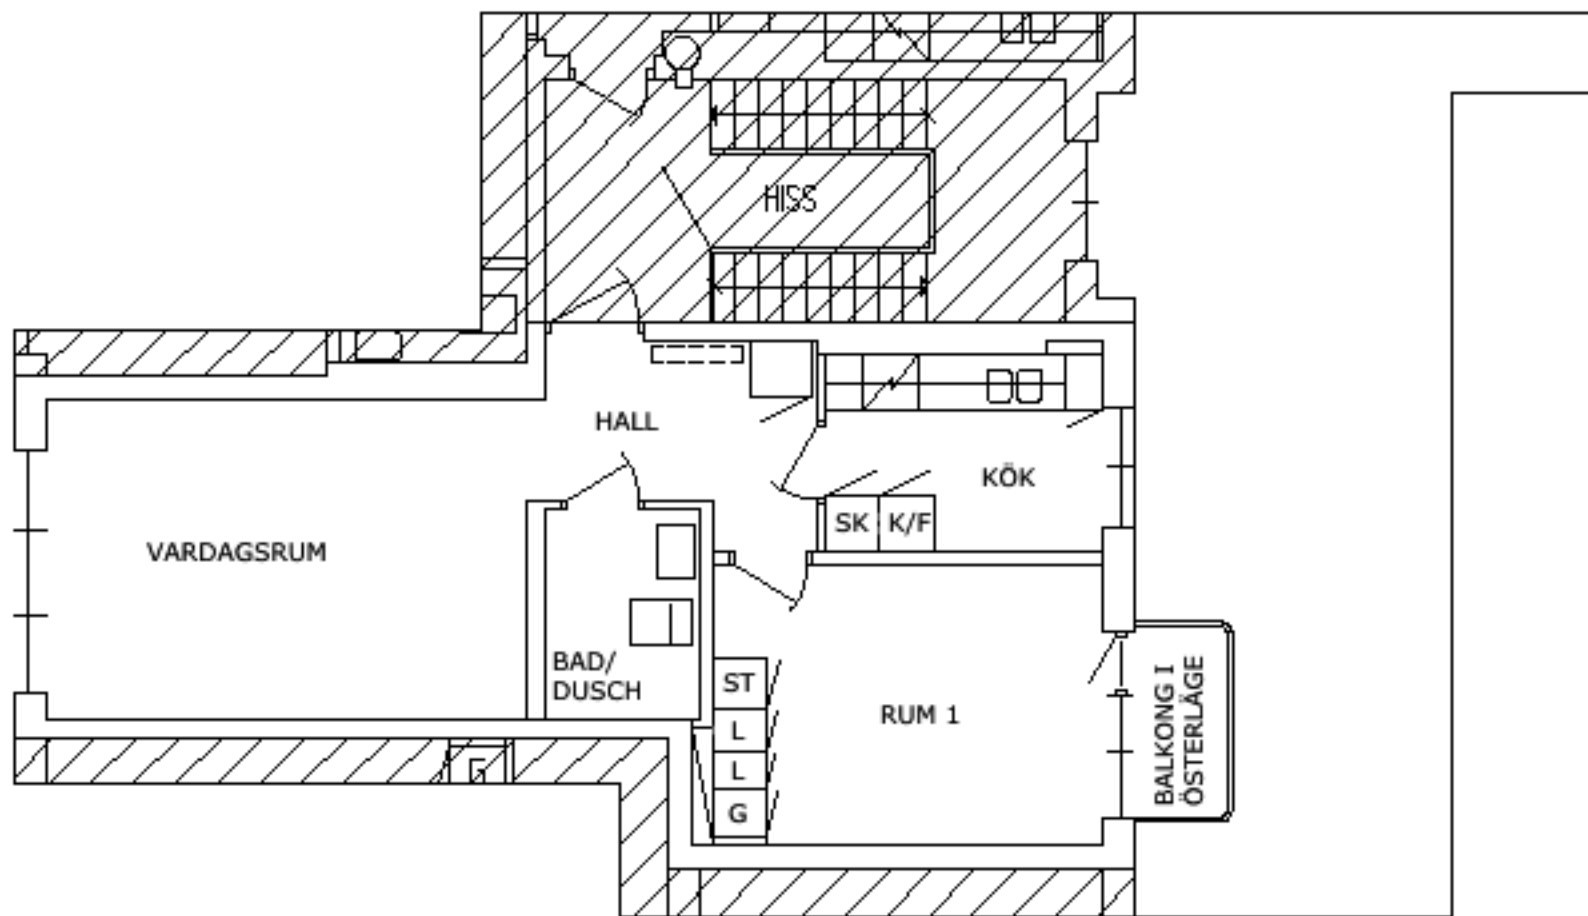 HISS
HALL
KÖK
SK K/F
VARDAGSRUM
BAD/
DUSCH
ST
L
L
G
RUM 1
BALKONG I
ÖSTERLÄGE